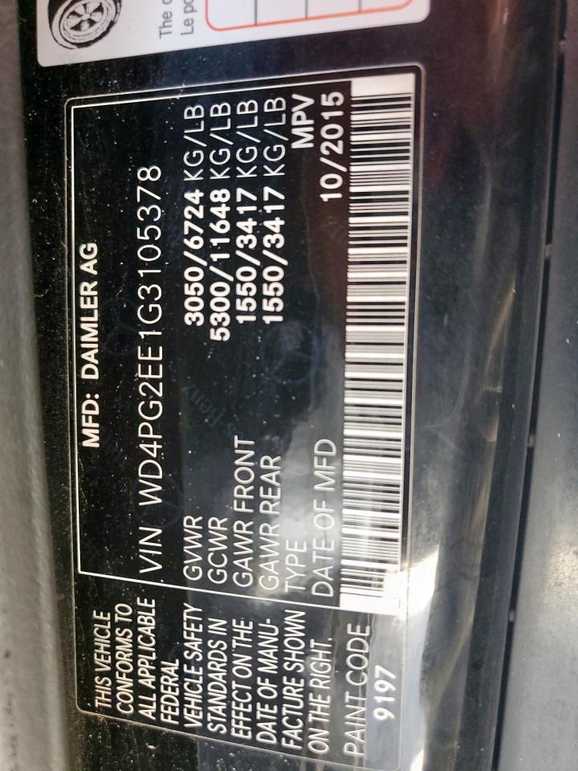 The
Le po
MFD: DAIMLER AG
VIN WD4PG2EE1G3105378
THIS VEHICLE
CONFORMS TO
ALL APPLICABLE
FEDERAL
VEHICLE SAFETY
STANDARDS IN
EFFECT ON THE
DATE OF MANU-
FACTURE SHOWN
ON THE RIGHT.
GVWR 3050/6724 KG/LB
GCWR 5300/11648 KG/LB
GAWR FRONT 1550/3417 KG/LB
GAWR REAR 1550/3417 KG/LB
TYPE MPV
DATE OF MFD 10/2015
PAINT CODE
9197